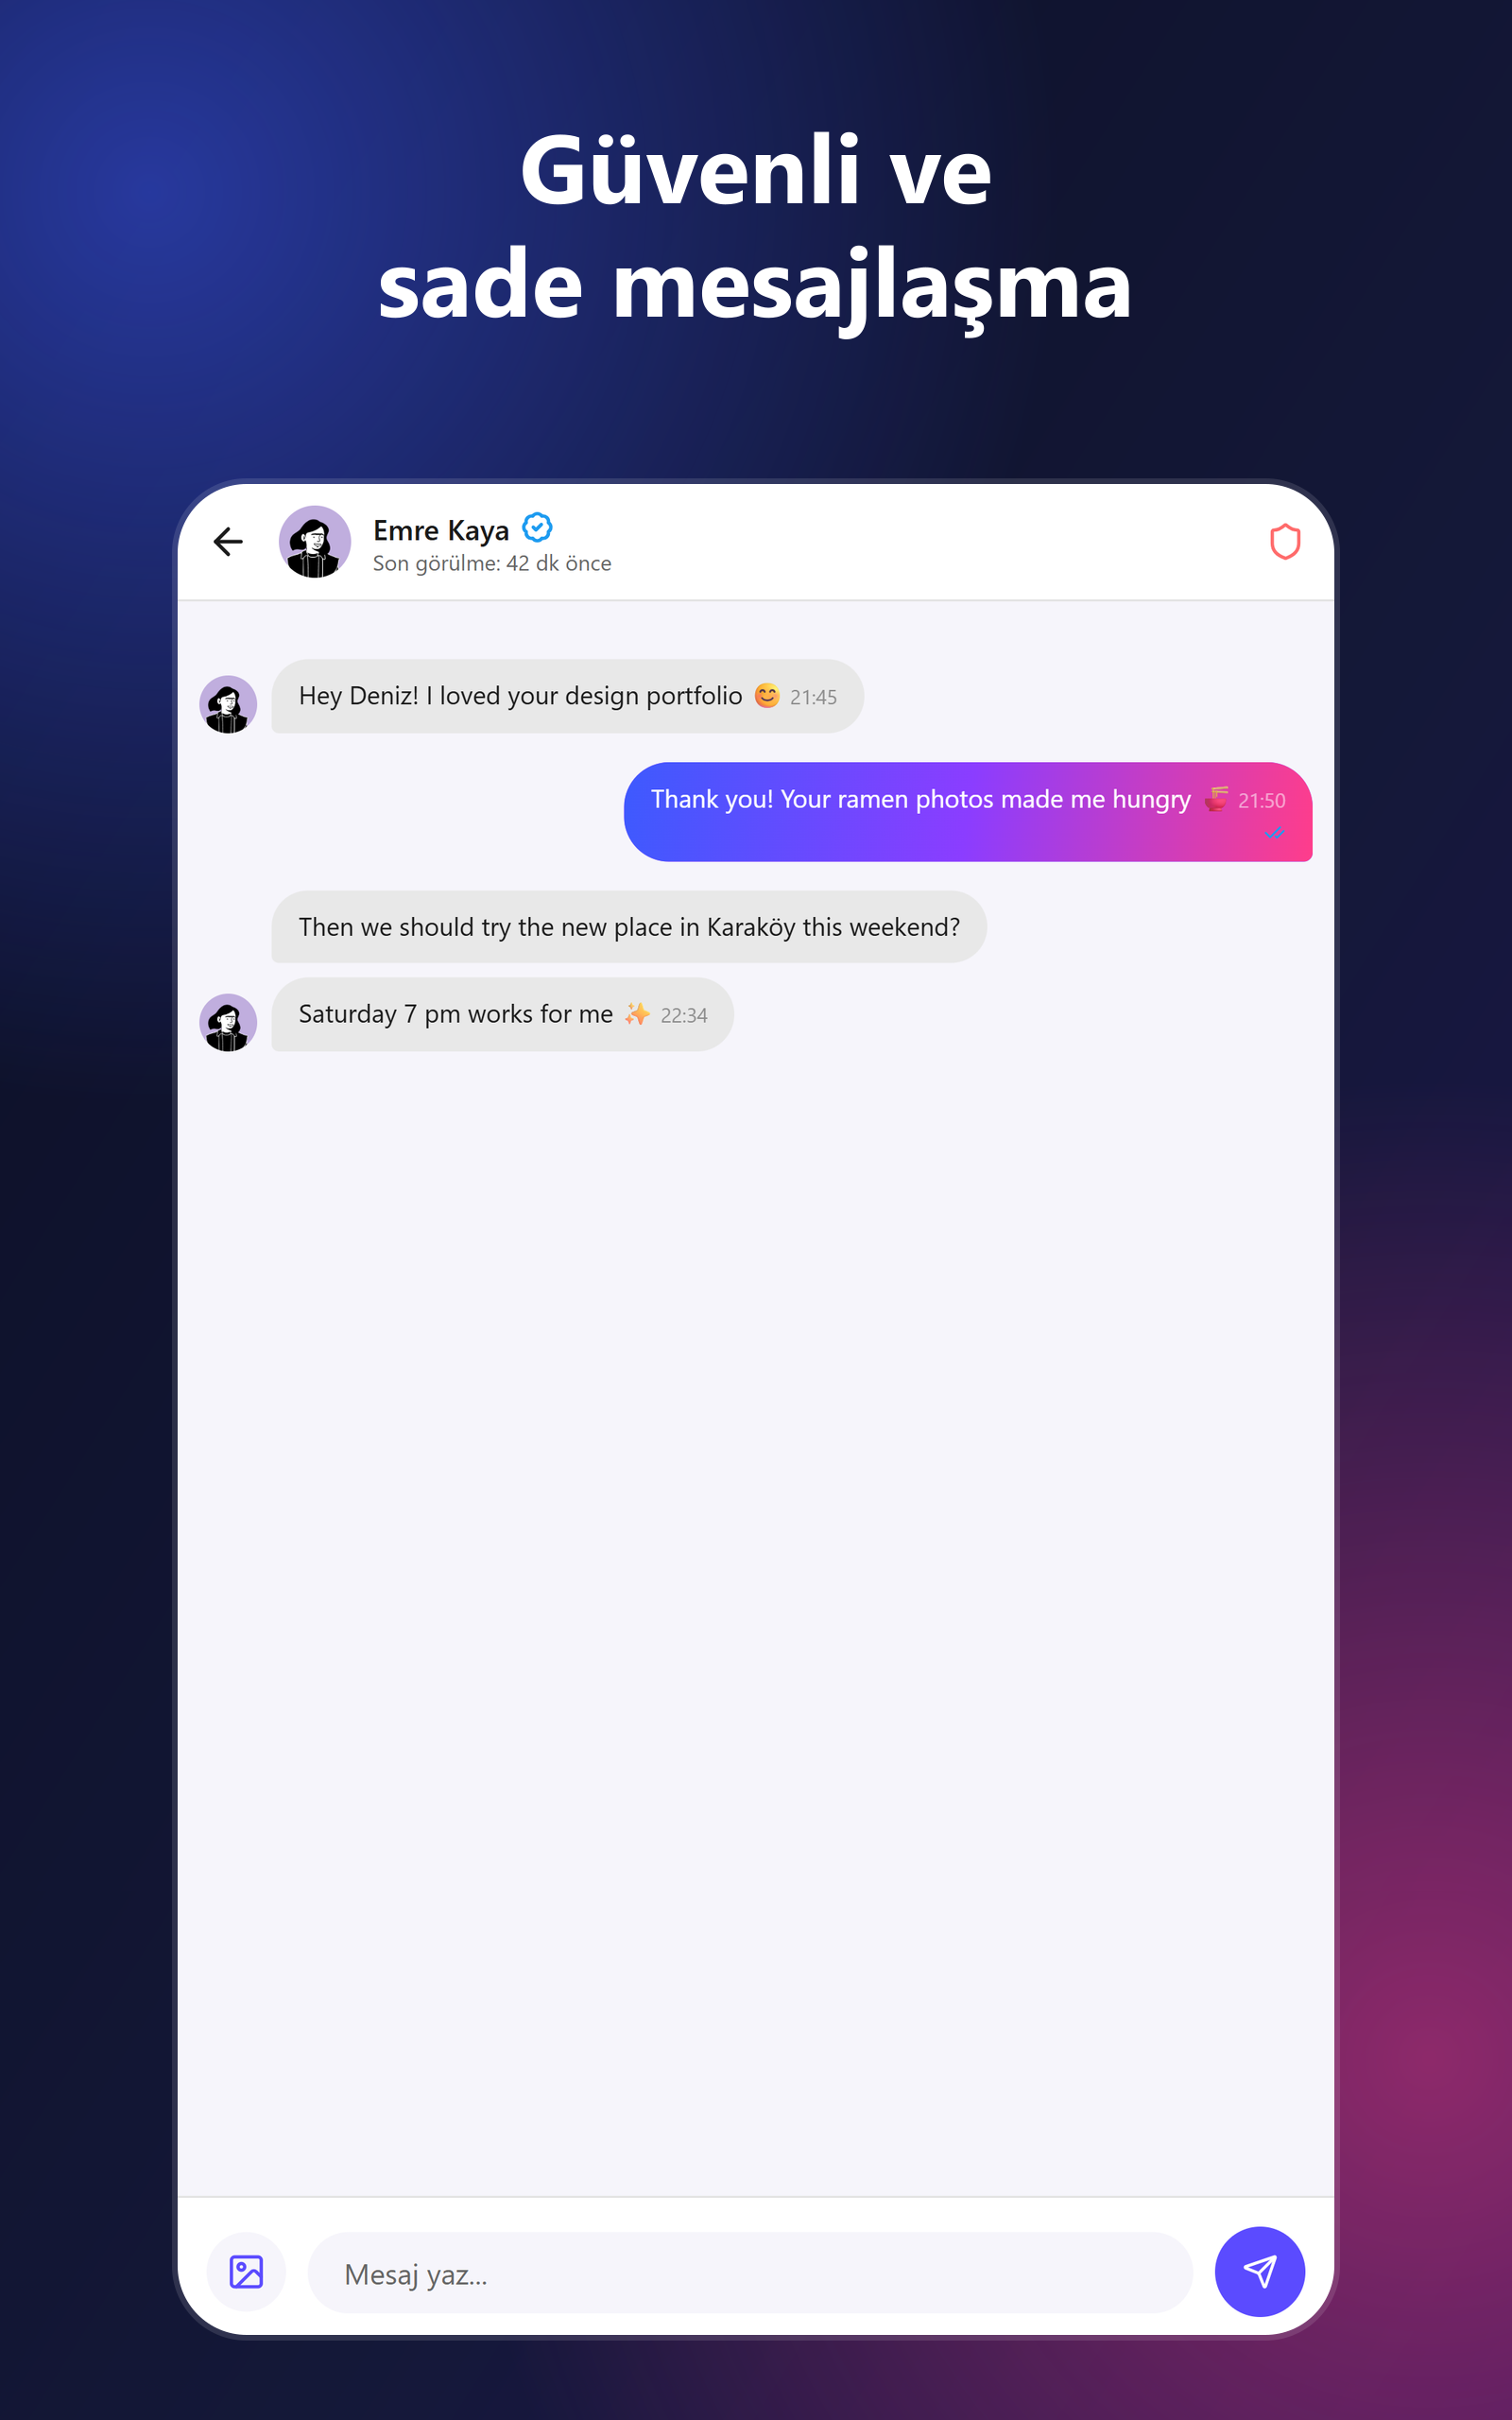 Güvenli ve
sade mesajlaşma
Emre Kaya
Son görülme: 42 dk önce
Hey Deniz! I loved your design portfolio 😊 21:45
Thank you! Your ramen photos made me hungry 🍜 21:50
Then we should try the new place in Karaköy this weekend?
Saturday 7 pm works for me ✨ 22:34
Mesaj yaz...